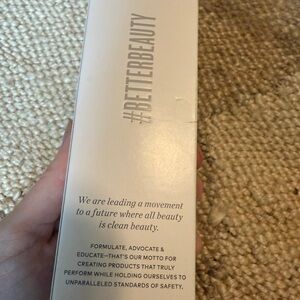 #BETTERBEAUTY
We are leading a movement
to a future where all beauty
is clean beauty.
FORMULATE, ADVOCATE &
EDUCATE—THAT'S OUR MOTTO FOR
CREATING PRODUCTS THAT TRULY
PERFORM WHILE HOLDING OURSELVES TO
UNPARALLELED STANDARDS OF SAFETY.